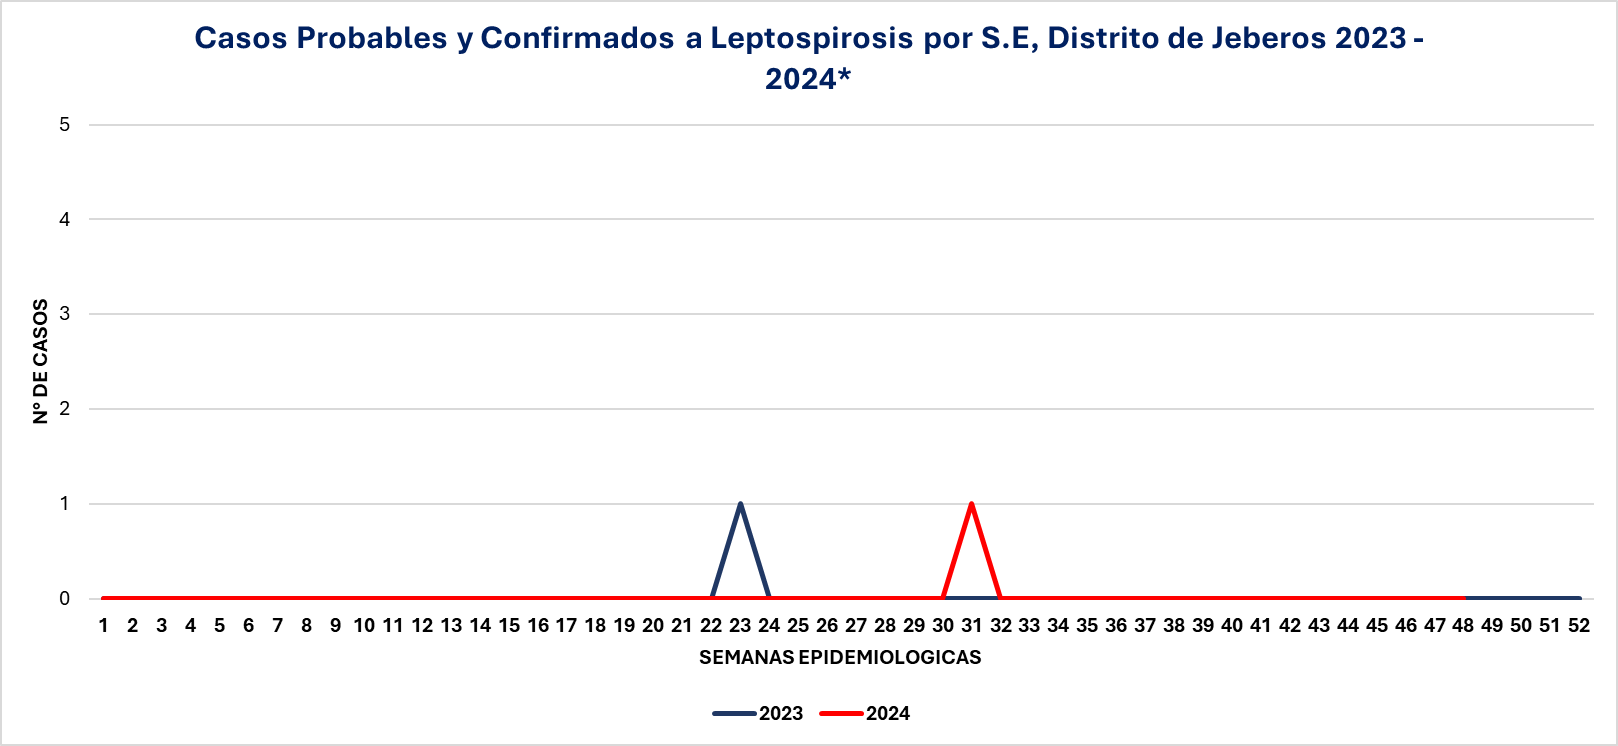 Casos Probables y Confirmados a Leptospirosis por S.E, Distrito de Jeberos 2023 -
2024*
5
4
3
2
1
0
N° DE CASOS
1 2 3 4 5 6 7 8 9 10 11 12 13 14 15 16 17 18 19 20 21 22 23 24 25 26 27 28 29 30 31 32 33 34 35 36 37 38 39 40 41 42 43 44 45 46 47 48 49 50 51 52
SEMANAS EPIDEMIOLOGICAS
2023 2024